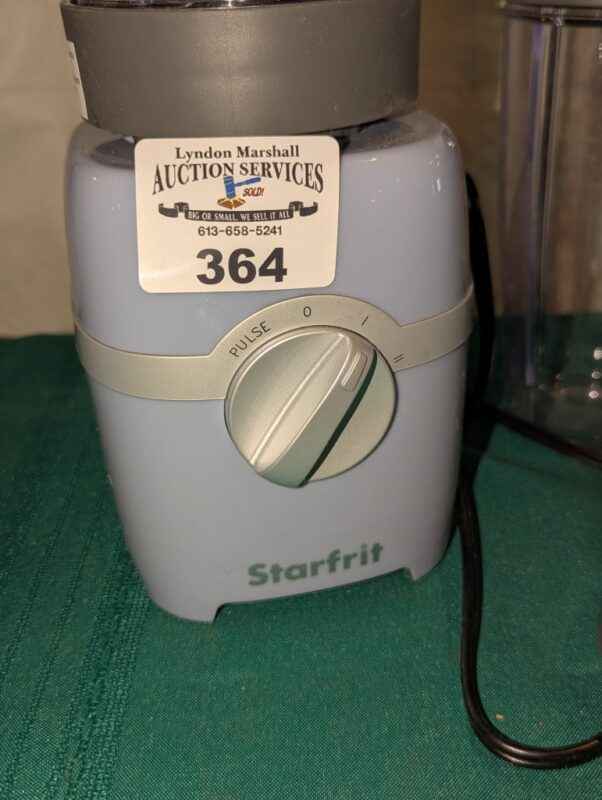 Lyndon Marshall
AUCTION SERVICES
SOLD!
BIG OR SMALL, WE SELL IT ALL
613-658-5241
364
PULSE 0 I =
Starfrit